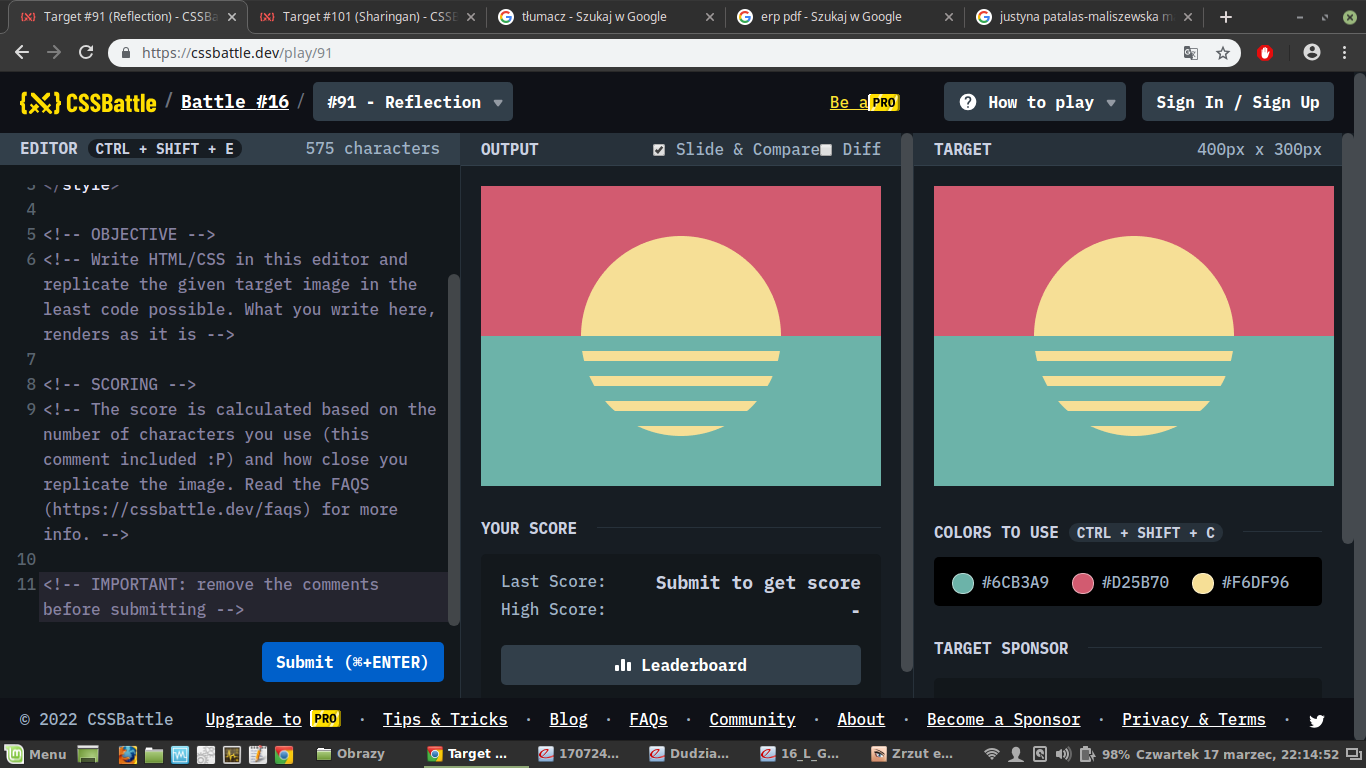 Target #91 (Reflection) - CSSBa
Target #101 (Sharingan) - CSSB
tłumacz - Szukaj w Google
erp pdf - Szukaj w Google
justyna patalas-maliszewska m
https://cssbattle.dev/play/91
CSSBattle / Battle #16 / #91 - Reflection
Be a PRO
How to play
Sign In / Sign Up
EDITOR CTRL + SHIFT + E 575 characters
OUTPUT Slide & Compare Diff
TARGET 400px x 300px
3 </style>
4
5 <!-- OBJECTIVE -->
6 <!-- Write HTML/CSS in this editor and
replicate the given target image in the
least code possible. What you write here,
renders as it is -->
7
8 <!-- SCORING -->
9 <!-- The score is calculated based on the
number of characters you use (this
comment included :P) and how close you
replicate the image. Read the FAQS
(https://cssbattle.dev/faqs) for more
info. -->
10
11 <!-- IMPORTANT: remove the comments
before submitting -->
Submit (⌘+ENTER)
YOUR SCORE
Last Score: Submit to get score
High Score: -
Leaderboard
COLORS TO USE CTRL + SHIFT + C
#6CB3A9 #D25B70 #F6DF96
TARGET SPONSOR
© 2022 CSSBattle Upgrade to PRO · Tips & Tricks · Blog · FAQs · Community · About · Become a Sponsor · Privacy & Terms ·
Menu
Obrazy
Target ...
170724...
Dudzia...
16_L_G...
Zrzut e...
98% Czwartek 17 marzec, 22:14:52